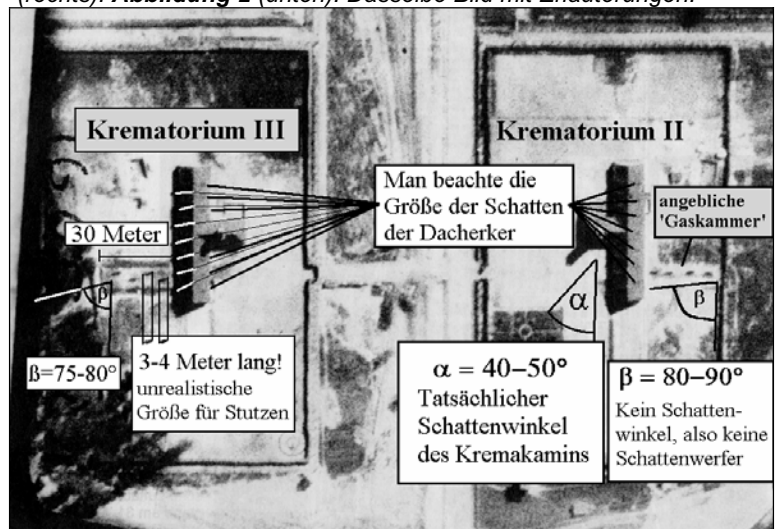 (rechts). Abbildung 2 (unten): Dasselbe Bild mit Erläuterungen.
Krematorium III
Krematorium II
Man beachte die
Größe der Schatten
der Dacherker
angebliche
'Gaskammer'
30 Meter
β
α
β
ß=75-80°
3-4 Meter lang!
unrealistische
Größe für Stutzen
α = 40–50°
Tatsächlicher
Schattenwinkel
des Kremakamins
β = 80–90°
Kein Schatten-
winkel, also keine
Schattenwerfer